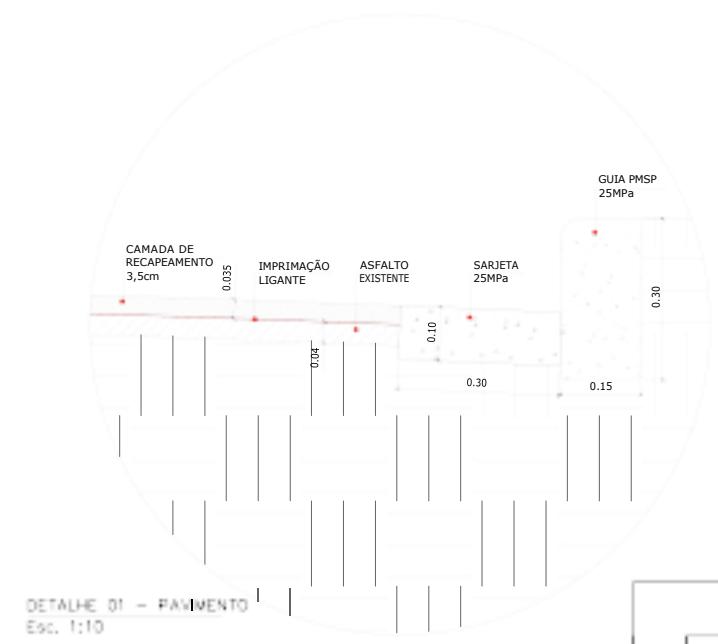 GUIA PMSP
25MPa
CAMADA DE
RECAPEAMENTO
3,5cm
0.035
IMPRIMAÇÃO
LIGANTE
ASFALTO
EXISTENTE
SARJETA
25MPa
0.30
0.10
0.04
0.30
0.15
DETALHE 01 - PAVIMENTO
Esc. 1:10